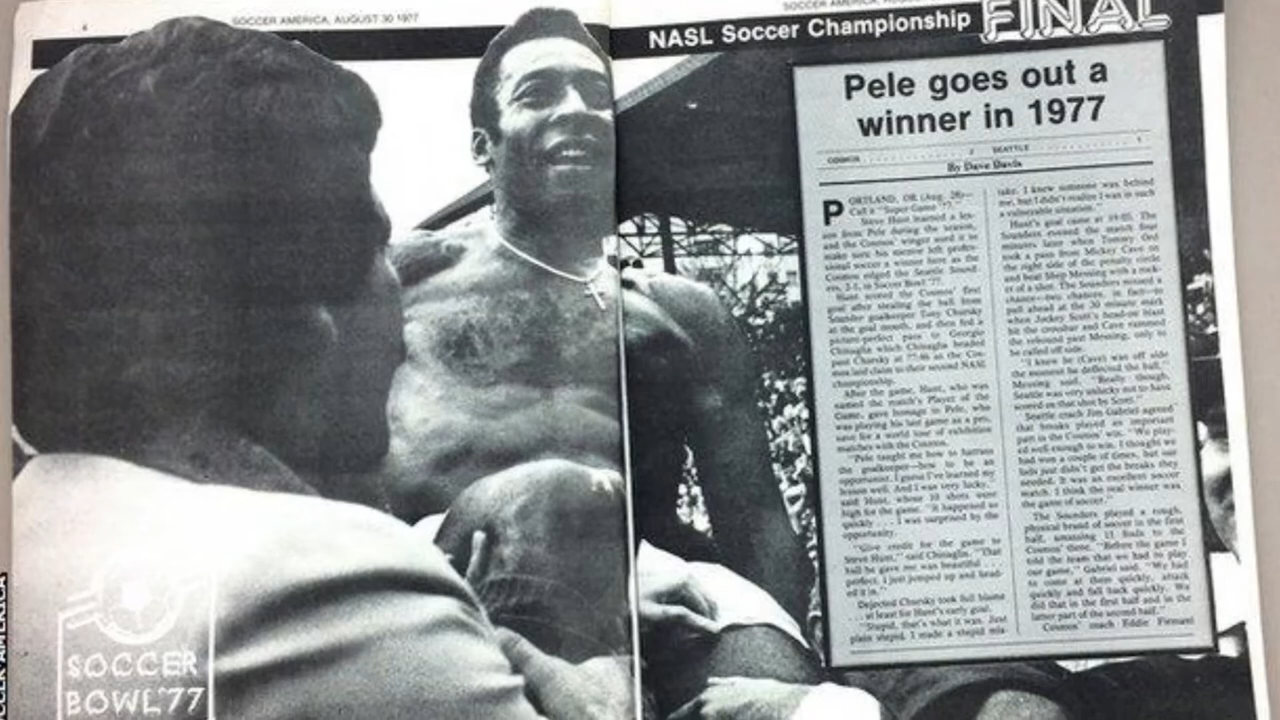 4
SOCCER AMERICA, AUGUST 30 1977
SOCCER AMERICA,
NASL Soccer Championship FINAL
Pele goes out a
winner in 1977
COSMOS 2 SEATTLE 1
By Dave Davis
PORTLAND, OR (Aug. 28)—
Call it "Super Game '77."
Steve Hunt learned a les-
son from Pele during the season,
and the Cosmos' winger used it to
make sure his mentor left profes-
sional soccer a winner here as the
Cosmos edged the Seattle Sound-
ers, 2-1, in Soccer Bowl '77.
Hunt scored the Cosmos' first
goal after stealing the ball from
Sounder goalkeeper Tony Chursky
at the goal mouth, and then fed a
picture-perfect pass to Georgio
Chinaglia which Chinaglia headed
past Chursky at 77:46 as the Cos-
mos laid claim to their second NASL
championship.
After the game, Hunt, who was
named the match's Player of the
Game, gave homage to Pele, who
was playing his last game as a pro,
save for a world tour of exhibition
matches with the Cosmos.
"Pele taught me how to harrass
the goalkeeper—how to be an
opportunist. I guess I've learned my
lesson well. And I was very lucky,"
said Hunt, whose 10 shots were
high for the game. "It happened so
quickly . . . I was surprised by the
opportunity.
"Give credit for the game to
Steve Hunt," said Chinaglia. "That
ball he gave me was beautiful . . .
perfect. I just jumped up and head-
ed it in."
Dejected Chursky took full blame
. . . at least for Hunt's early goal.
"Stupid, that's what it was. Just
plain stupid. I made a stupid mis-
take. I knew someone was behind
me, but I didn't realize I was in such
a vulnerable situation."
Hunt's goal came at 19:05. The
Sounders evened the match four
minutes later when Tommy Ord
took a pass from Mickey Cave on
the right side of the penalty circle
and beat Shep Messing with a rock-
et of a shot. The Sounders missed a
chance—two chances, in fact—to
pull ahead at the 30 minute mark
when Jockey Scott's head-on blast
hit the crossbar and Cave rammed
the rebound past Messing, only to
be called off side.
"I knew he (Cave) was off side
the moment he deflected the ball,"
Messing said. "Really though,
Seattle was very unlucky not to have
scored on that shot by Scott."
Seattle coach Jim Gabriel agreed
that breaks played an important
part in the Cosmos' win. "We play-
ed well enough to win. I thought we
had won a couple of times, but our
lads just didn't get the breaks they
needed. It was an excellent soccer
match. I think the real winner was
the game of soccer."
The Sounders played a rough,
physical brand of soccer in the first
half, amassing 11 fouls to the
Cosmos' three. "Before the game I
told the team that we had to play
our game," Gabriel said. "We had
to come at them quickly, attack
quickly and fall back quickly. We
did that in the first half and in the
latter part of the second half."
Cosmos' coach Eddie Firmani
SOCCER
BOWL'77
SOCCER AMERICA